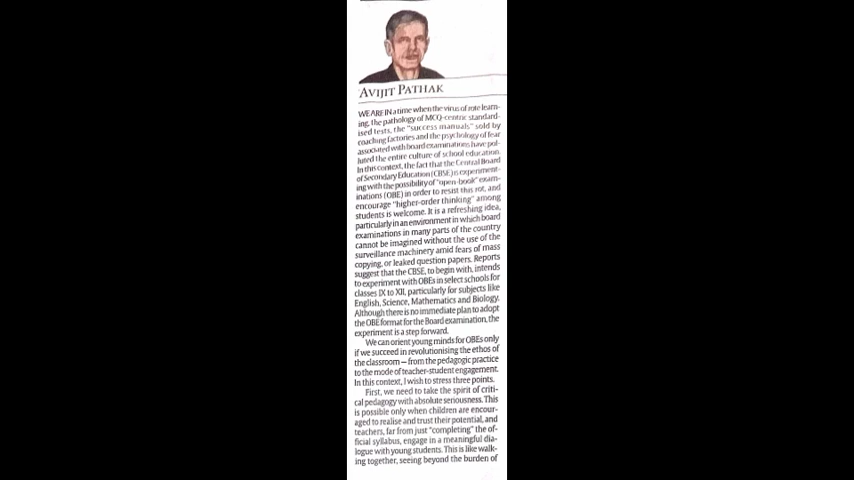 AVIJIT PATHAK
WE ARE IN a time when the virus of rote learn-
ing, the pathology of MCQ-centric standard-
ised tests, the "success manuals" sold by
coaching factories and the psychology of fear
associated with board examinations have pol-
luted the entire culture of school education.
In this context, the fact that the Central Board
of Secondary Education (CBSE) is experiment-
ing with the possibility of "open-book" exam-
inations (OBE) in order to resist this rot, and
encourage "higher-order thinking" among
students is welcome. It is a refreshing idea,
particularly in an environment in which board
examinations in many parts of the country
cannot be imagined without the use of the
surveillance machinery amid fears of mass
copying, or leaked question papers. Reports
suggest that the CBSE, to begin with, intends
to experiment with OBEs in select schools for
classes IX to XII, particularly for subjects like
English, Science, Mathematics and Biology.
Although there is no immediate plan to adopt
the OBE format for the Board examination, the
experiment is a step forward.
We can orient young minds for OBEs only
if we succeed in revolutionising the ethos of
the classroom — from the pedagogic practice
to the mode of teacher-student engagement.
In this context, I wish to stress three points.
First, we need to take the spirit of criti-
cal pedagogy with absolute seriousness. This
is possible only when children are encour-
aged to realise and trust their potential, and
teachers, far from just "completing" the of-
ficial syllabus, engage in a meaningful dia-
logue with young students. This is like walk-
ing together, seeing beyond the burden of